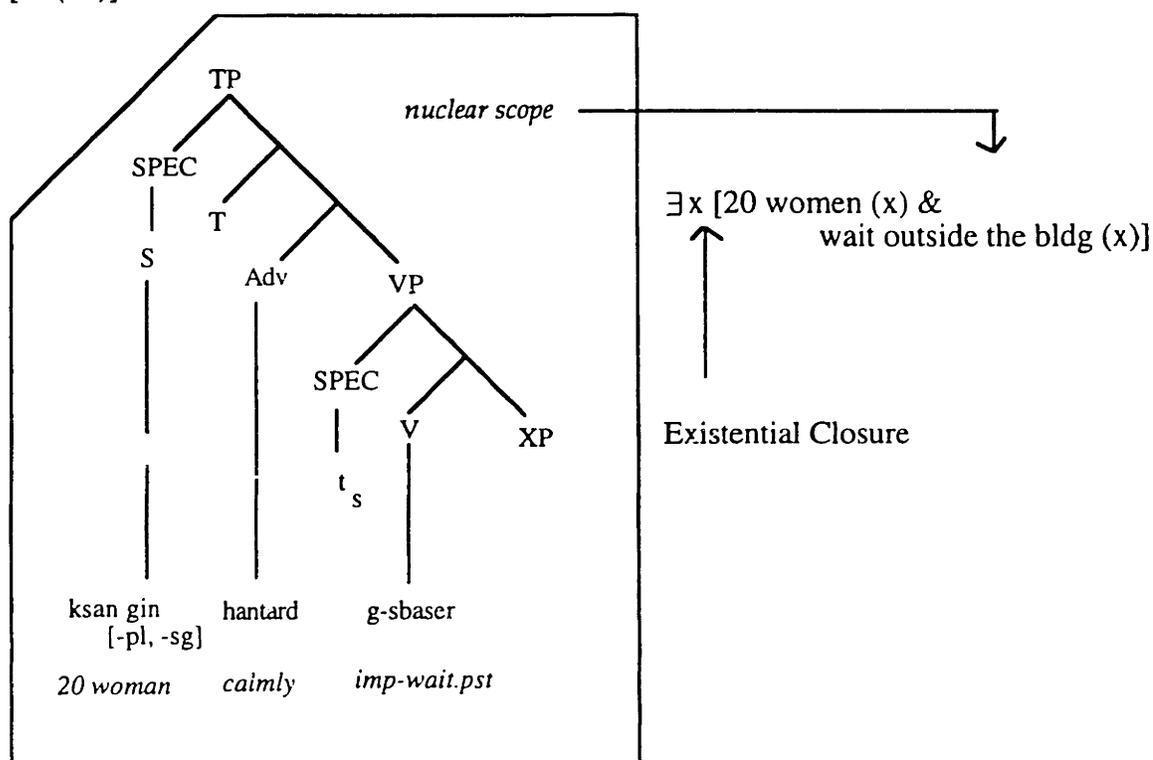 TP
nuclear scope
SPEC
T
∃x [20 women (x) &
wait outside the bldg (x)]
S
Adv
VP
SPEC
V
XP
Existential Closure
t s
ksan gin
hantard
g-sbaser
[-pl, -sg]
20 woman
calmly
imp-wait.pst